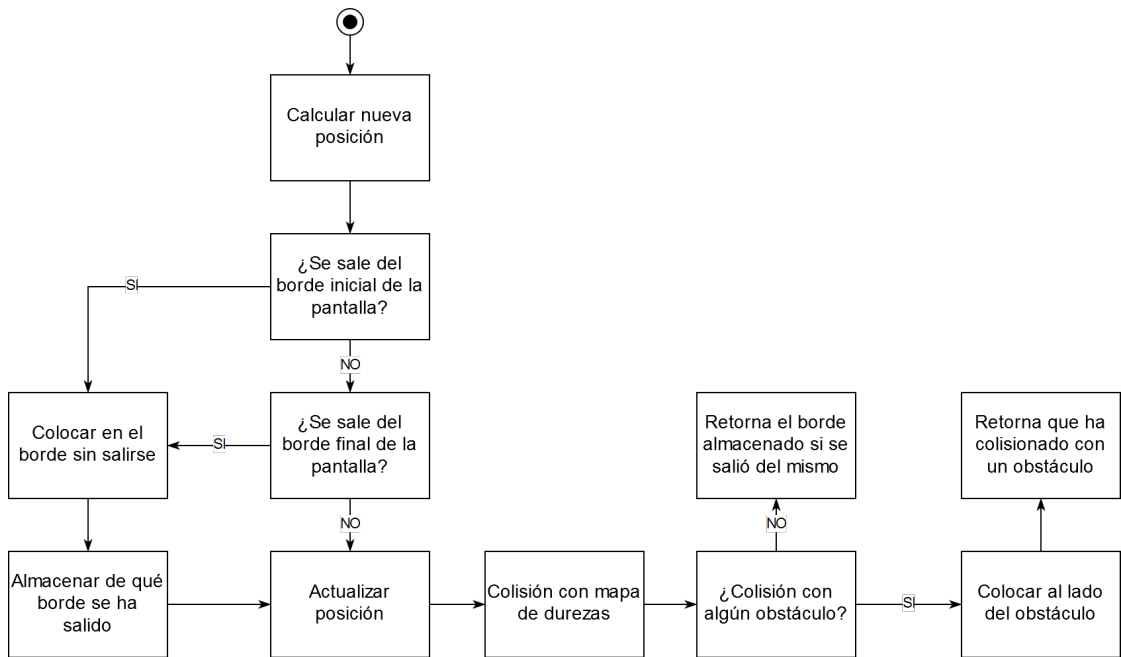 Calcular nueva
posición
¿Se sale del
borde inicial de la
pantalla?
SI
NO
Colocar en el
borde sin salirse
SI
¿Se sale del
borde final de la
pantalla?
Retorna el borde
almacenado si se
salió del mismo
Retorna que ha
colisionado con
un obstáculo
NO
NO
Almacenar de qué
borde se ha
salido
Actualizar
posición
Colisión con mapa
de durezas
¿Colisión con
algún obstáculo?
SI
Colocar al lado
del obstáculo